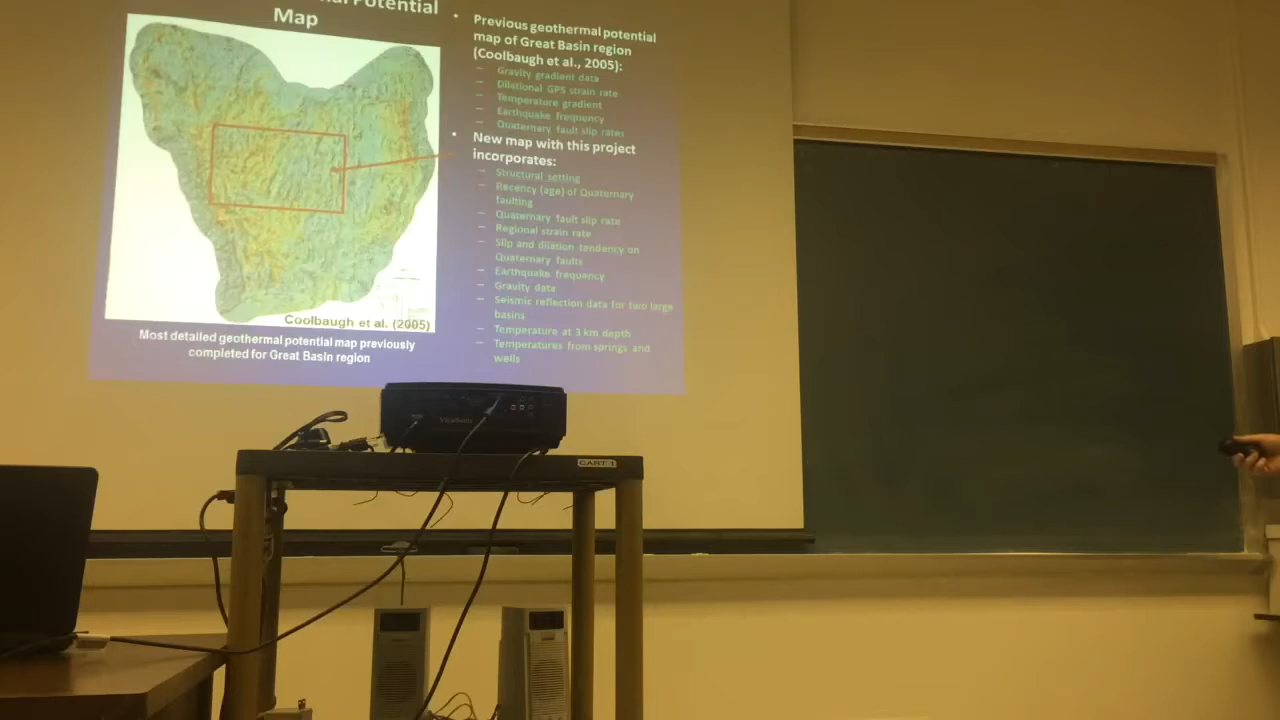 Potential
Map
Previous geothermal potential
map of Great Basin region
(Coolbaugh et al., 2005):
– Gravity gradient data
– Dilational GPS strain rate
– Temperature gradient
– Earthquake frequency
– Quaternary fault slip rates
New map with this project
incorporates:
– Structural setting
– Recency (age) of Quaternary
faulting
– Quaternary fault slip rate
– Regional strain rate
– Slip and dilation tendency on
Quaternary faults
– Earthquake frequency
– Gravity data
– Seismic reflection data for two large
basins
– Temperature at 3 km depth
– Temperatures from springs and
wells
Coolbaugh et al. (2005)
Most detailed geothermal potential map previously
completed for Great Basin region
ViewSonic
CART 1